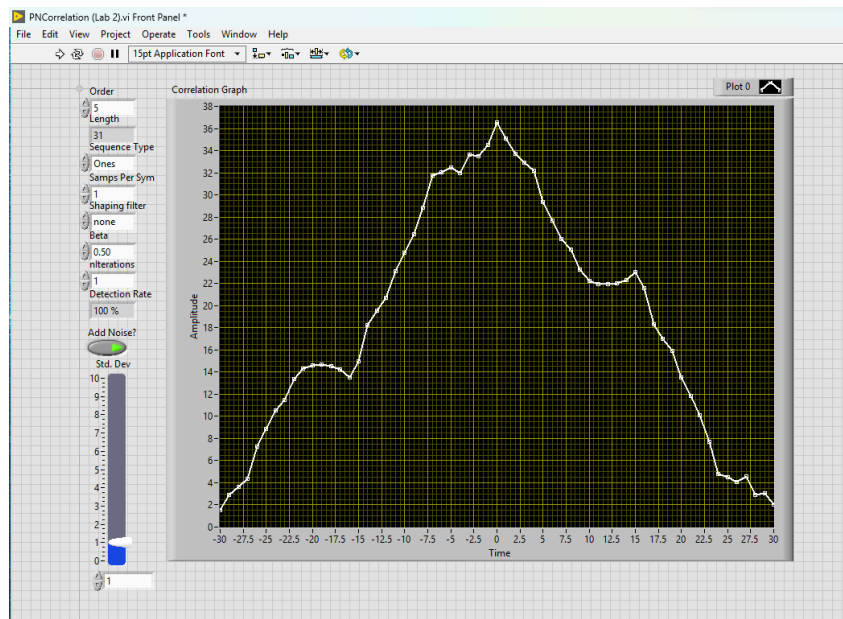 PNCorrelation (Lab 2).vi Front Panel *
File Edit View Project Operate Tools Window Help
15pt Application Font
Order
5
Length
31
Sequence Type
Ones
Samps Per Sym
1
Shaping filter
none
Beta
0.50
nIterations
1
Detection Rate
100 %
Add Noise?
Std. Dev
10-
9-
8-
7-
6-
5-
4-
3-
2-
1-
0-
1
Correlation Graph
Plot 0
Amplitude
38-
36-
34-
32-
30-
28-
26-
24-
22-
20-
18-
16-
14-
12-
10-
8-
6-
4-
2-
0-
-30 -27.5 -25 -22.5 -20 -17.5 -15 -12.5 -10 -7.5 -5 -2.5 0 2.5 5 7.5 10 12.5 15 17.5 20 22.5 25 27.5 30
Time